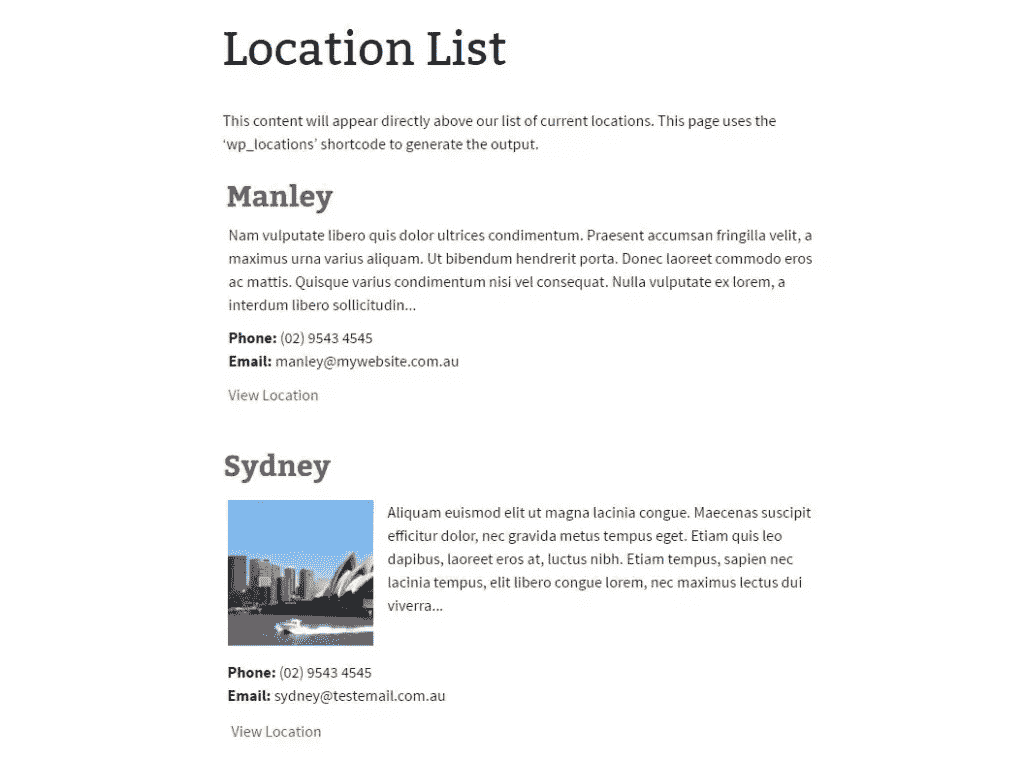 Location List
This content will appear directly above our list of current locations. This page uses the
‘wp_locations’ shortcode to generate the output.
Manley
Nam vulputate libero quis dolor ultrices condimentum. Praesent accumsan fringilla velit, a
maximus urna varius aliquam. Ut bibendum hendrerit porta. Donec laoreet commodo eros
ac mattis. Quisque varius condimentum nisi vel consequat. Nulla vulputate ex lorem, a
interdum libero sollicitudin...
Phone: (02) 9543 4545
Email: manley@mywebsite.com.au
View Location
Sydney
Aliquam euismod elit ut magna lacinia congue. Maecenas suscipit
efficitur dolor, nec gravida metus tempus eget. Etiam quis leo
dapibus, laoreet eros at, luctus nibh. Etiam tempus, sapien nec
lacinia tempus, elit libero congue lorem, nec maximus lectus dui
viverra...
Phone: (02) 9543 4545
Email: sydney@testemail.com.au
View Location